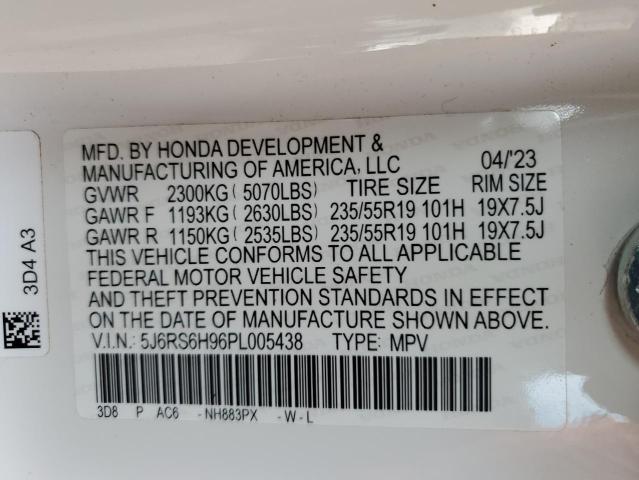 MFD. BY HONDA DEVELOPMENT &
MANUFACTURING OF AMERICA, LLC 04/'23
GVWR 2300KG ( 5070LBS) TIRE SIZE RIM SIZE
GAWR F 1193KG ( 2630LBS) 235/55R19 101H 19X7.5J
GAWR R 1150KG ( 2535LBS) 235/55R19 101H 19X7.5J
THIS VEHICLE CONFORMS TO ALL APPLICABLE
FEDERAL MOTOR VEHICLE SAFETY
AND THEFT PREVENTION STANDARDS IN EFFECT
ON THE DATE OF MANUFACTURE SHOWN ABOVE.
V.I.N.: 5J6RS6H96PL005438 TYPE: MPV
3D8 P AC6 -NH883PX -W-L
3D4 A3